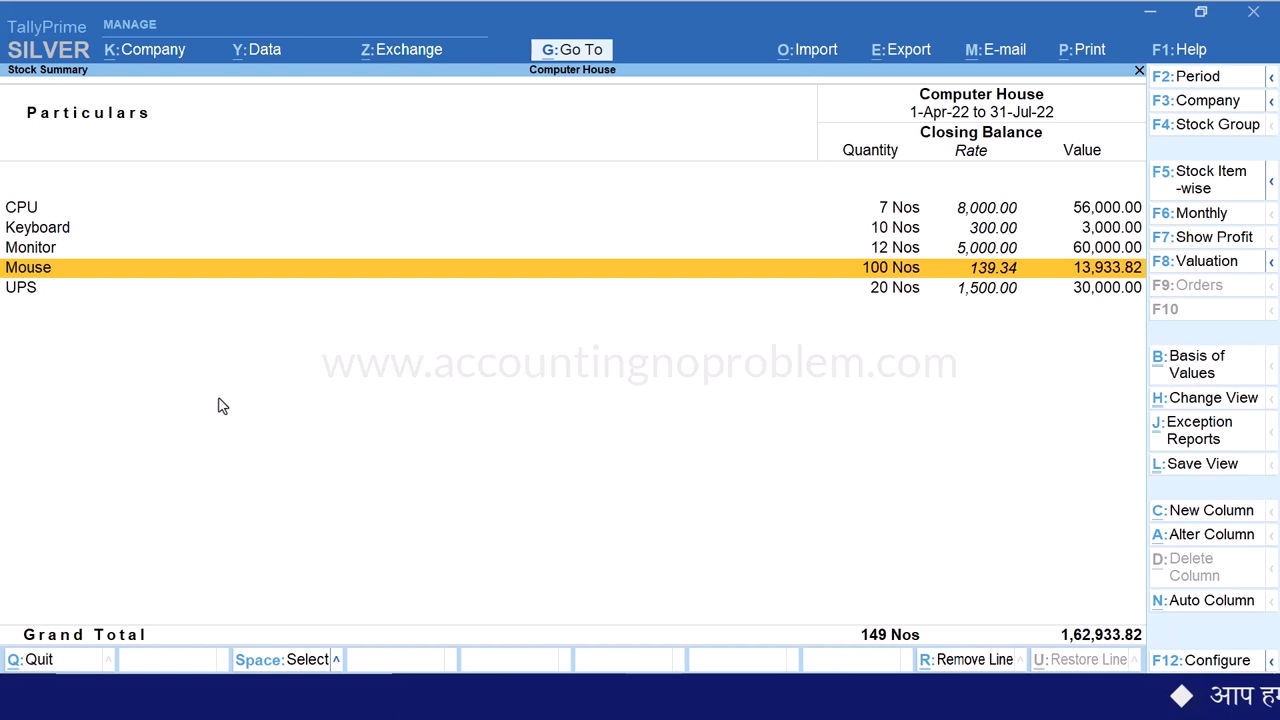 TallyPrime MANAGE
SILVER K:Company Y:Data Z:Exchange G:Go To O:Import E:Export M:E-mail P:Print F1:Help
Stock Summary Computer House
Particulars
Computer House
1-Apr-22 to 31-Jul-22
Closing Balance
Quantity Rate Value
CPU 7 Nos 8,000.00 56,000.00
Keyboard 10 Nos 300.00 3,000.00
Monitor 12 Nos 5,000.00 60,000.00
Mouse 100 Nos 139.34 13,933.82
UPS 20 Nos 1,500.00 30,000.00
www.accountingnoproblem.com
Grand Total 149 Nos 1,62,933.82
Q:Quit Space:Select R:Remove Line U:Restore Line
F2:Period
F3:Company
F4:Stock Group
F5:Stock Item
-wise
F6:Monthly
F7:Show Profit
F8:Valuation
F9:Orders
F10
B:Basis of
Values
H:Change View
J:Exception
Reports
L:Save View
C:New Column
A:Alter Column
D:Delete
Column
N:Auto Column
F12:Configure
आप